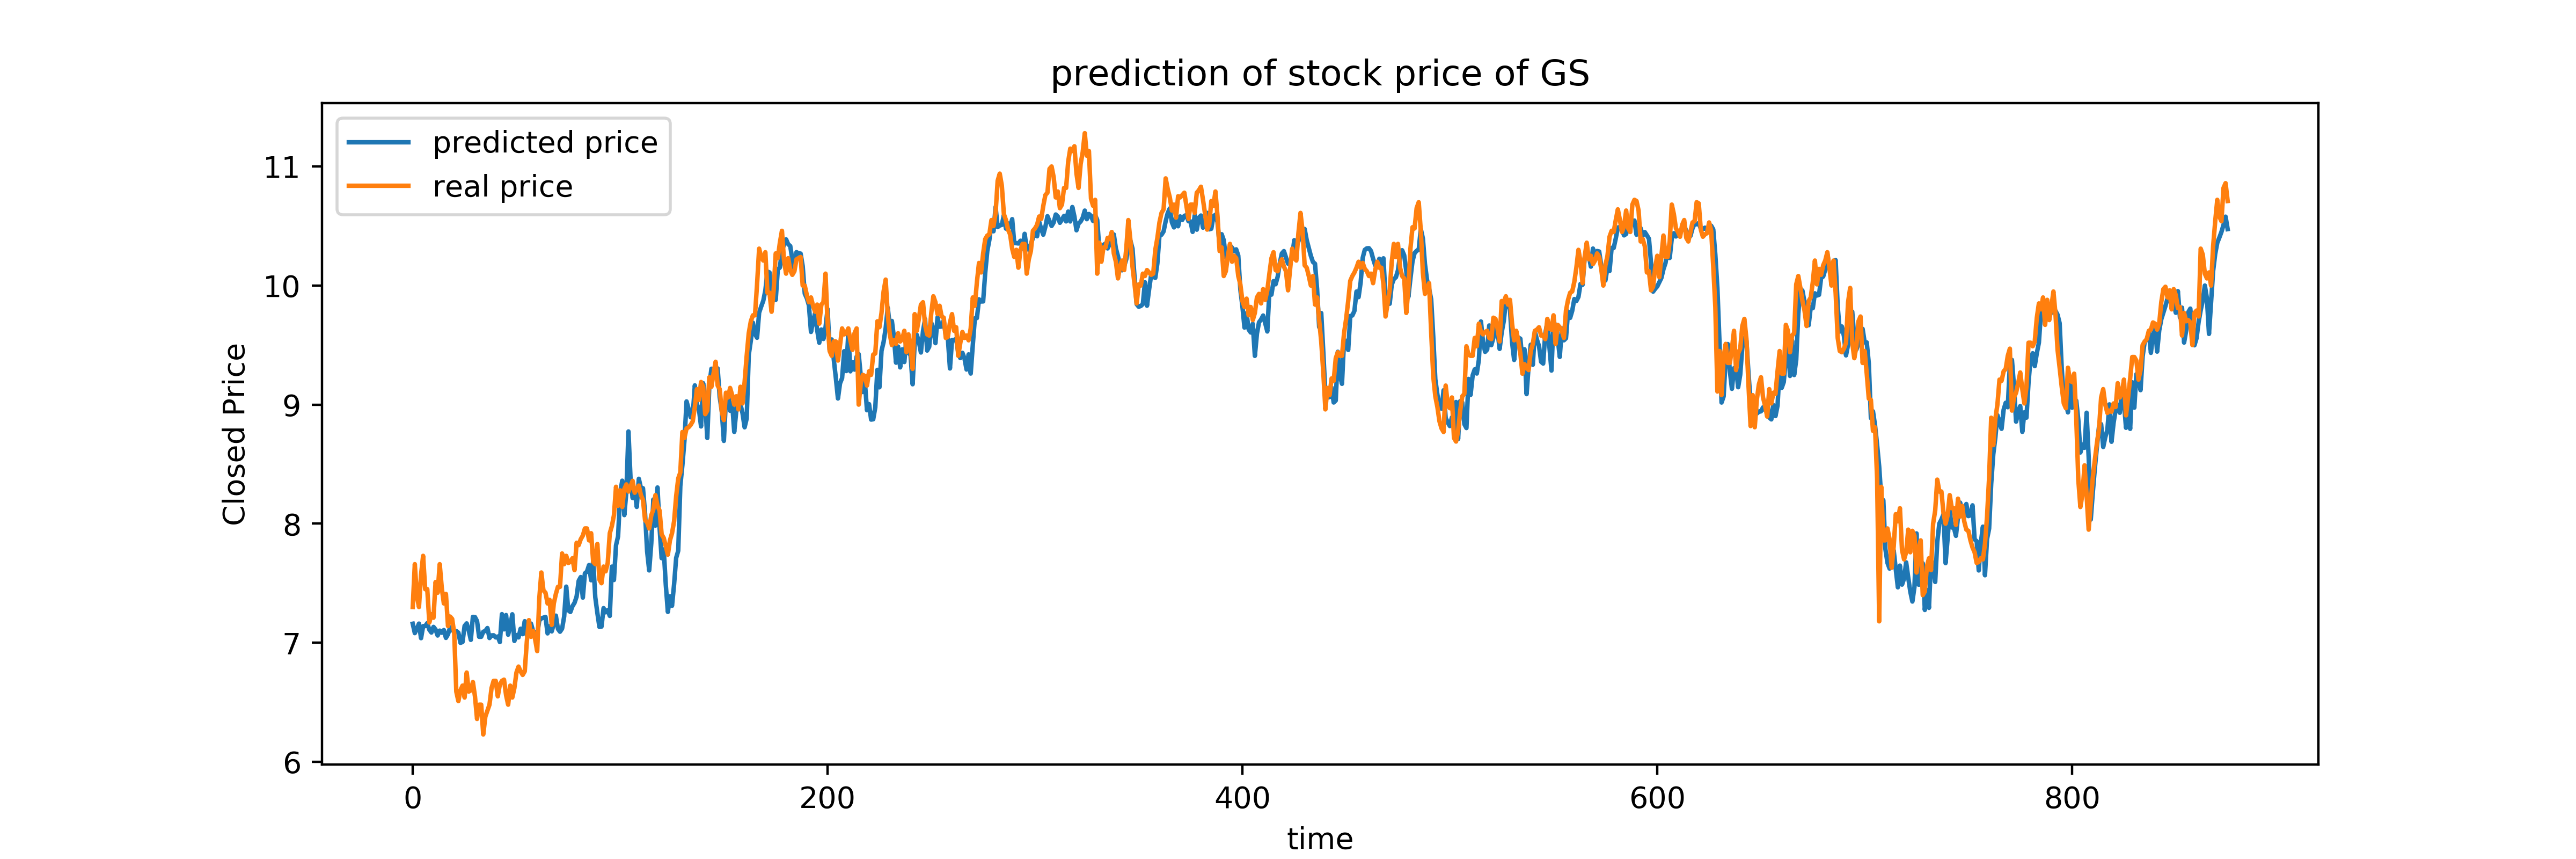 prediction of stock price of GS
predicted price
real price
11
10
9
8
7
6
Closed Price
0 200 400 600 800
time